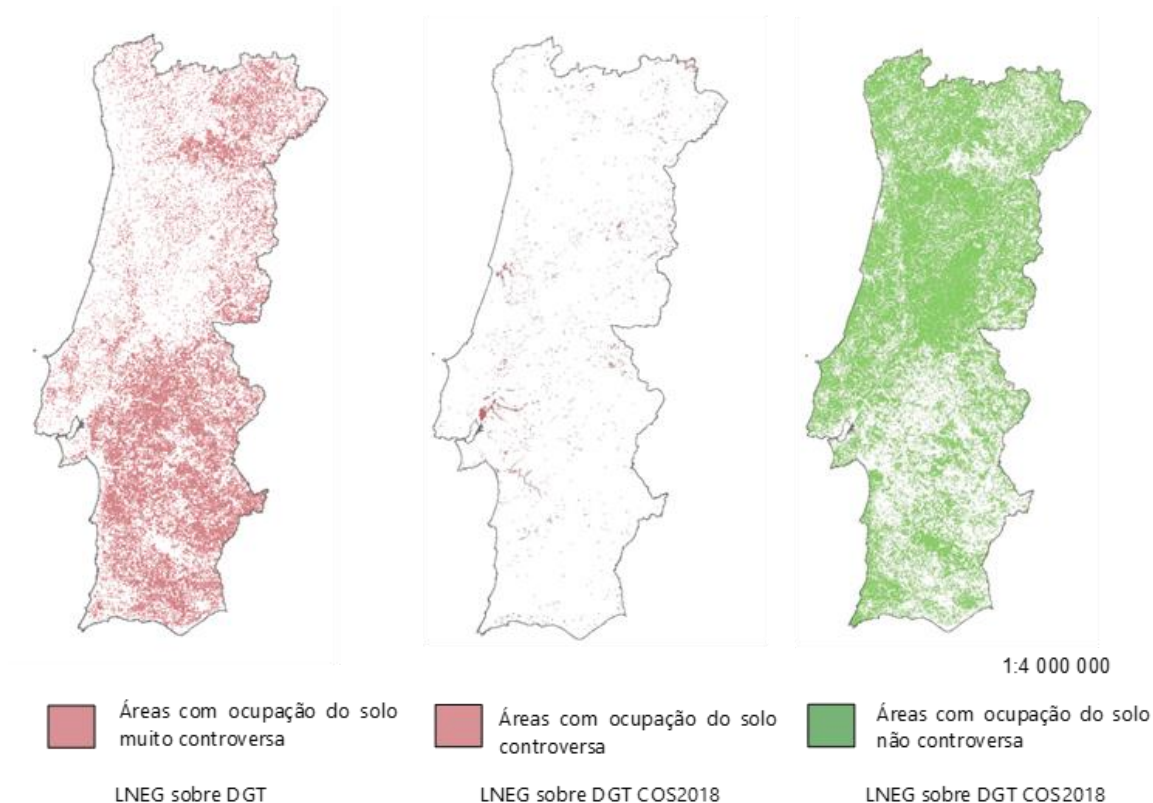 1:4 000 000
Áreas com ocupação do solo
muito controversa
Áreas com ocupação do solo
controversa
Áreas com ocupação do solo
não controversa
LNEG sobre DGT
LNEG sobre DGT COS2018
LNEG sobre DGT COS2018